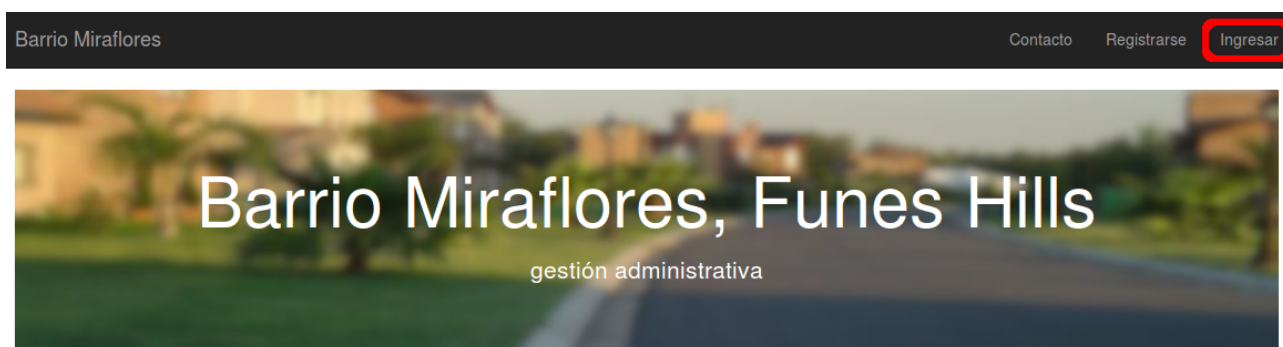 Barrio Miraflores
Contacto Registrarse Ingresar
Barrio Miraflores, Funes Hills
gestión administrativa